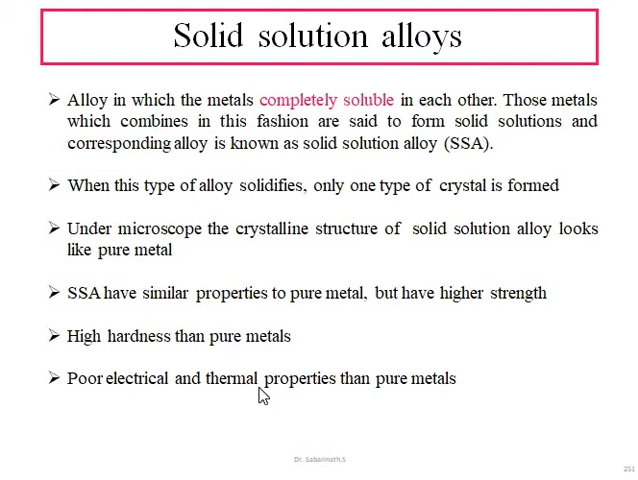 Solid solution alloys
➢ Alloy in which the metals completely soluble in each other. Those metals
which combines in this fashion are said to form solid solutions and
corresponding alloy is known as solid solution alloy (SSA).
➢ When this type of alloy solidifies, only one type of crystal is formed
➢ Under microscope the crystalline structure of solid solution alloy looks
like pure metal
➢ SSA have similar properties to pure metal, but have higher strength
➢ High hardness than pure metals
➢ Poor electrical and thermal properties than pure metals
Dr. Sabarinath.S
251